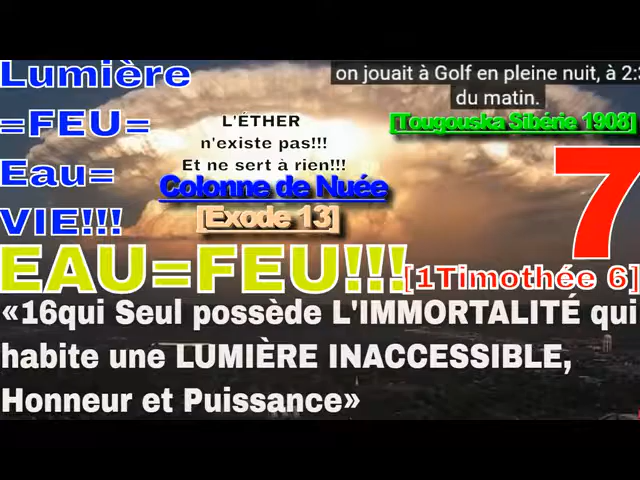 Lumière
=FEU=
Eau=
VIE!!!
on jouait à Golf en pleine nuit, à 2:3
du matin.
[Tougouska Sibérie 1908]
L'ÉTHER
n'existe pas!!!
Et ne sert à rien!!!
Colonne de Nuée
[Exode 13]
7
EAU=FEU!!!
[1Timothée 6]
«16qui Seul possède L'IMMORTALITÉ qui
habite une LUMIÈRE INACCESSIBLE,
Honneur et Puissance»